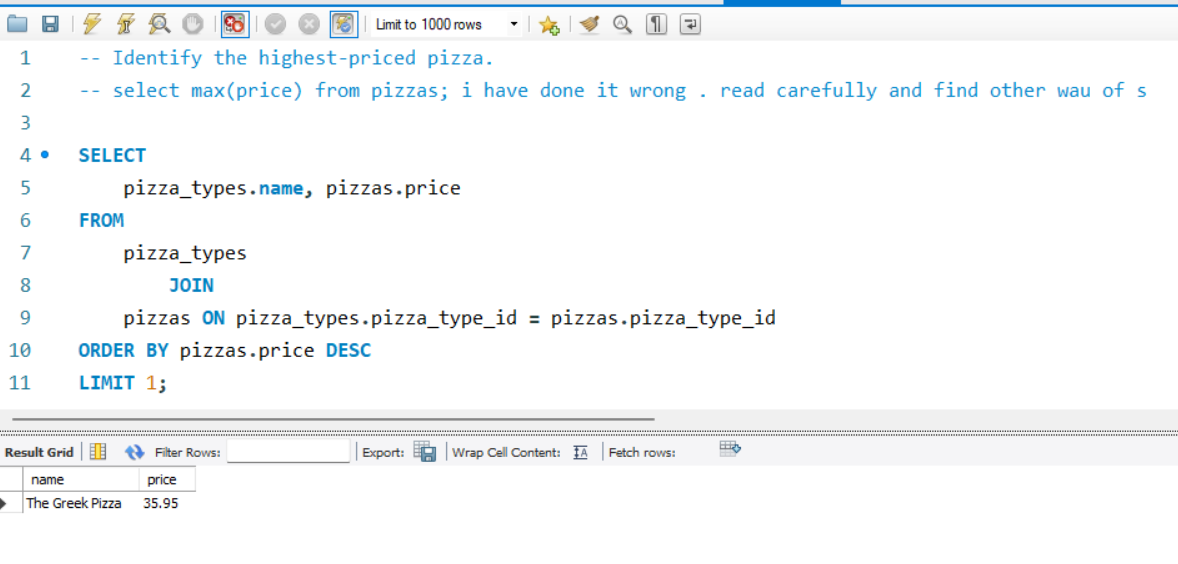 Limit to 1000 rows
1 -- Identify the highest-priced pizza.
2 -- select max(price) from pizzas; i have done it wrong . read carefully and find other wau of s
3
4 SELECT
5 pizza_types.name, pizzas.price
6 FROM
7 pizza_types
8 JOIN
9 pizzas ON pizza_types.pizza_type_id = pizzas.pizza_type_id
10 ORDER BY pizzas.price DESC
11 LIMIT 1;
Result Grid Filter Rows: Export: Wrap Cell Content: IA Fetch rows:
name price
The Greek Pizza 35.95